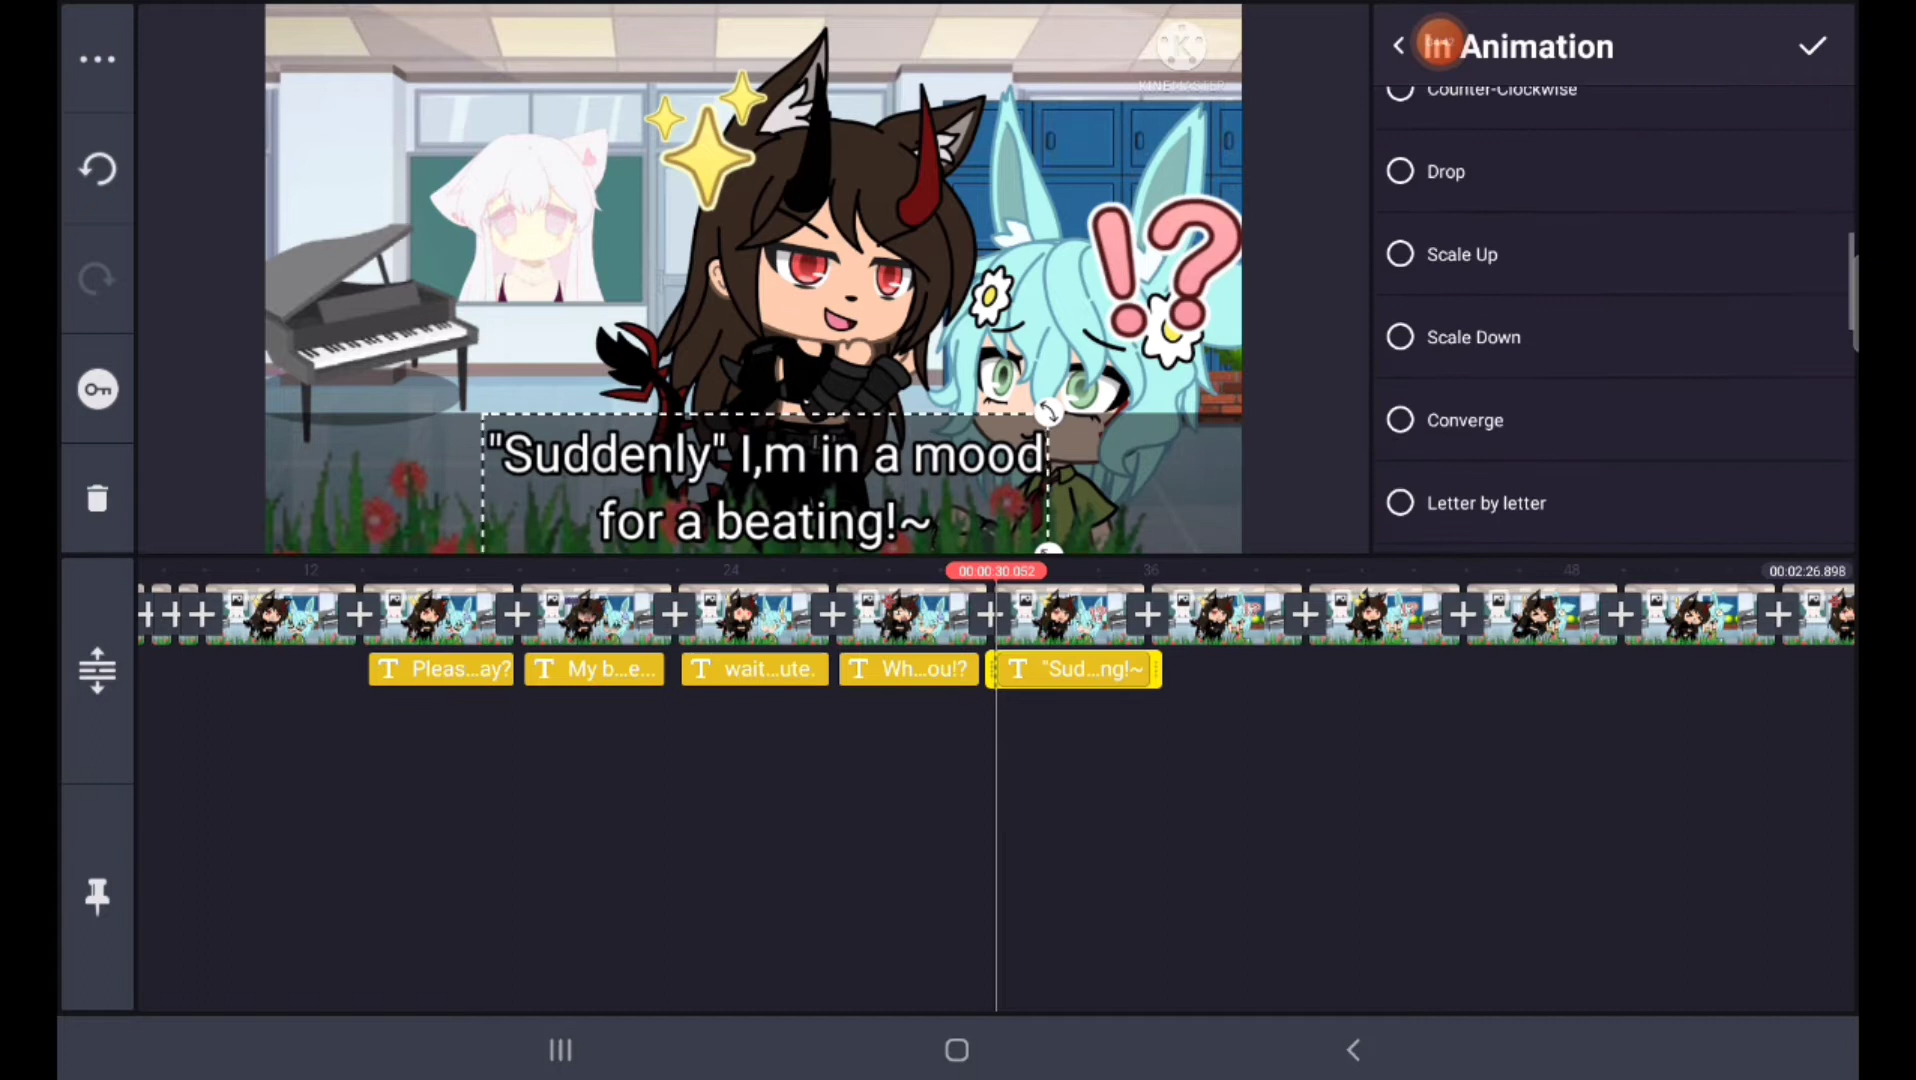 In Animation
Counter-Clockwise
Drop
Scale Up
Scale Down
Converge
Letter by letter
K
KINEMASTER
!?
"Suddenly" I,m in a mood
for a beating!~
12
24
00:00:30.052
36
48
00:02:26.898
T Pleas...ay?
T My b...e...
T wait...ute.
T Wh...ou!?
T "Sud...ng!~